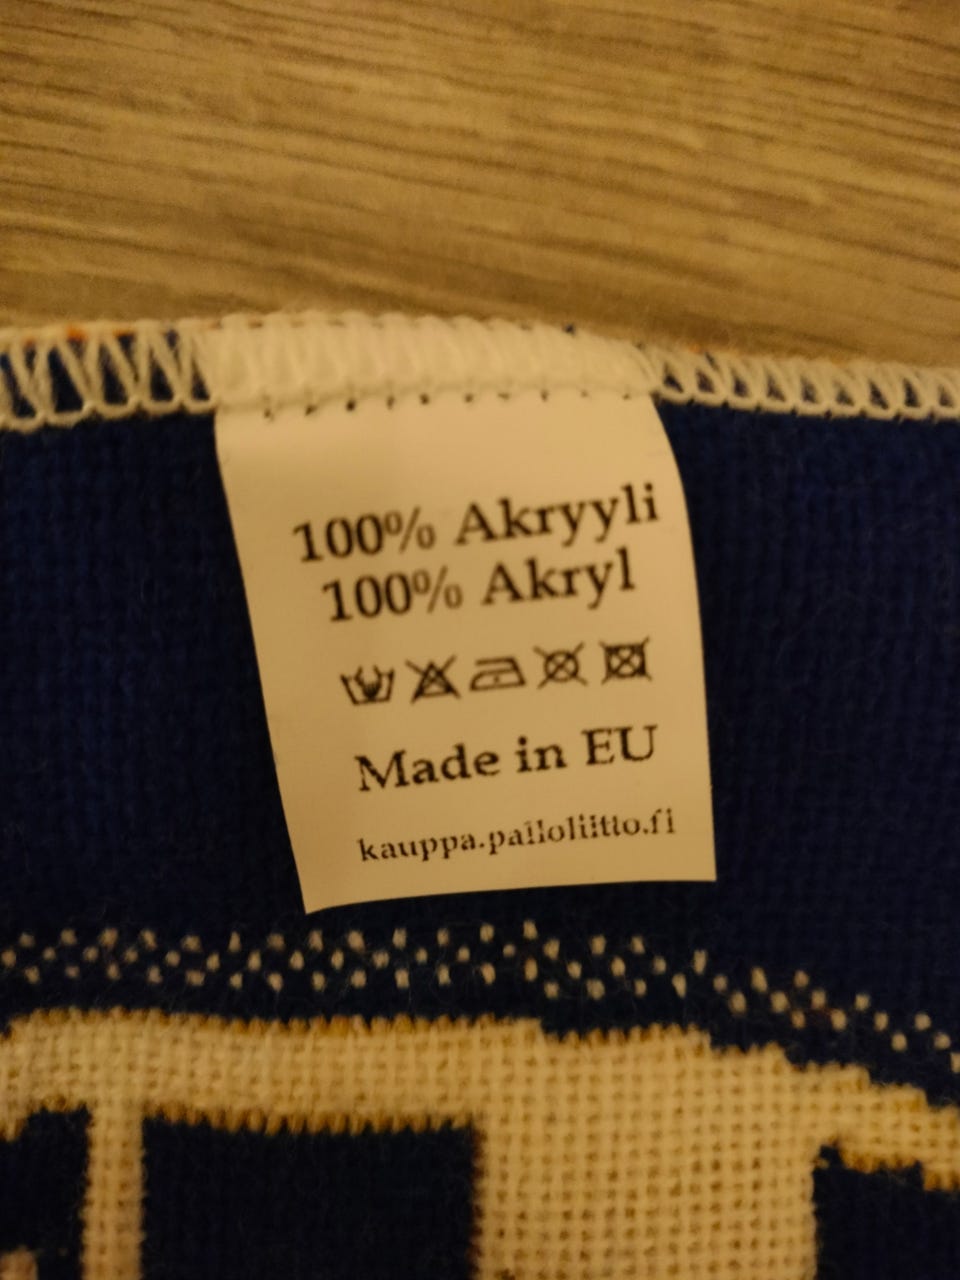 100% Akryyli
100% Akryl
Made in EU
kauppa.palloliitto.fi